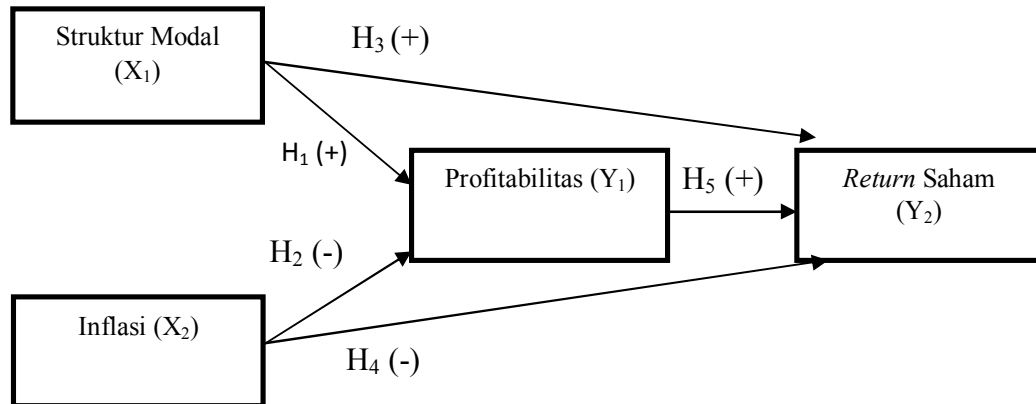 Struktur Modal
(X₁)
H₃ (+)
H₁ (+)
Profitabilitas (Y₁)
H₅ (+)
Return Saham
(Y₂)
H₂ (-)
Inflasi (X₂)
H₄ (-)